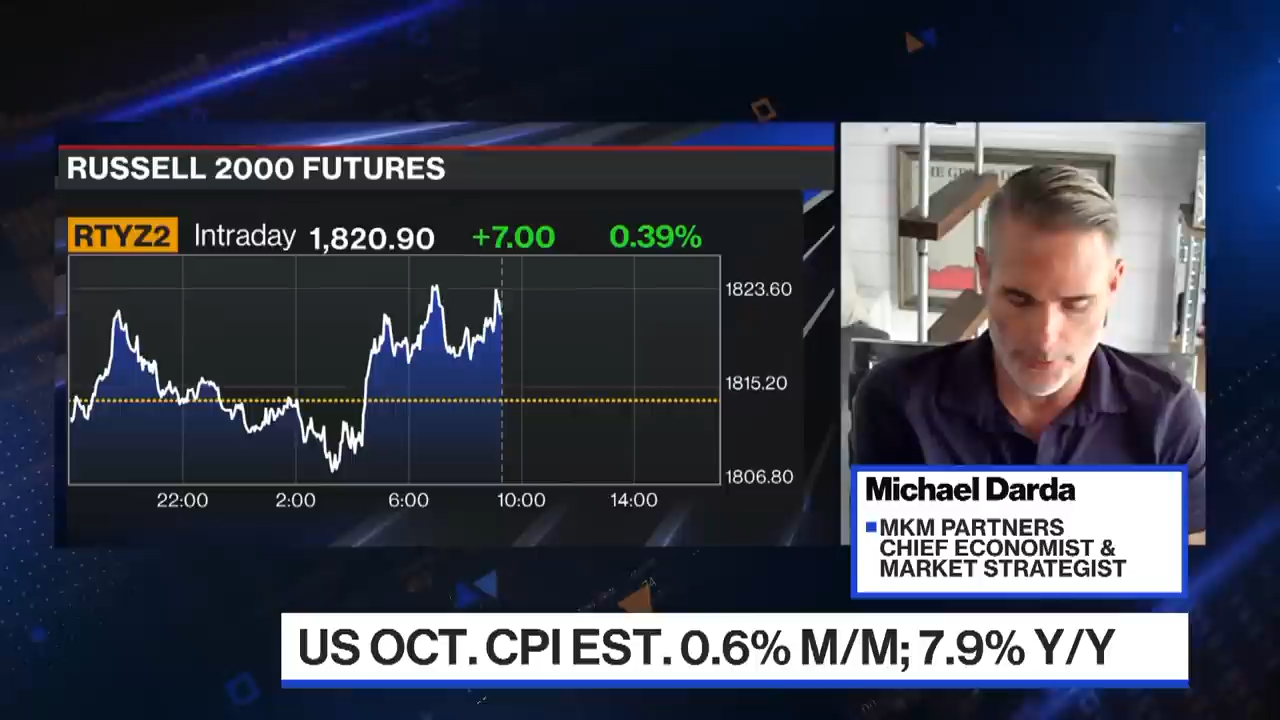 RUSSELL 2000 FUTURES
RTYZ2 Intraday 1,820.90 +7.00 0.39%
1823.60
1815.20
1806.80
22:00 2:00 6:00 10:00 14:00
Michael Darda
MKM PARTNERS
CHIEF ECONOMIST &
MARKET STRATEGIST
US OCT. CPI EST. 0.6% M/M; 7.9% Y/Y